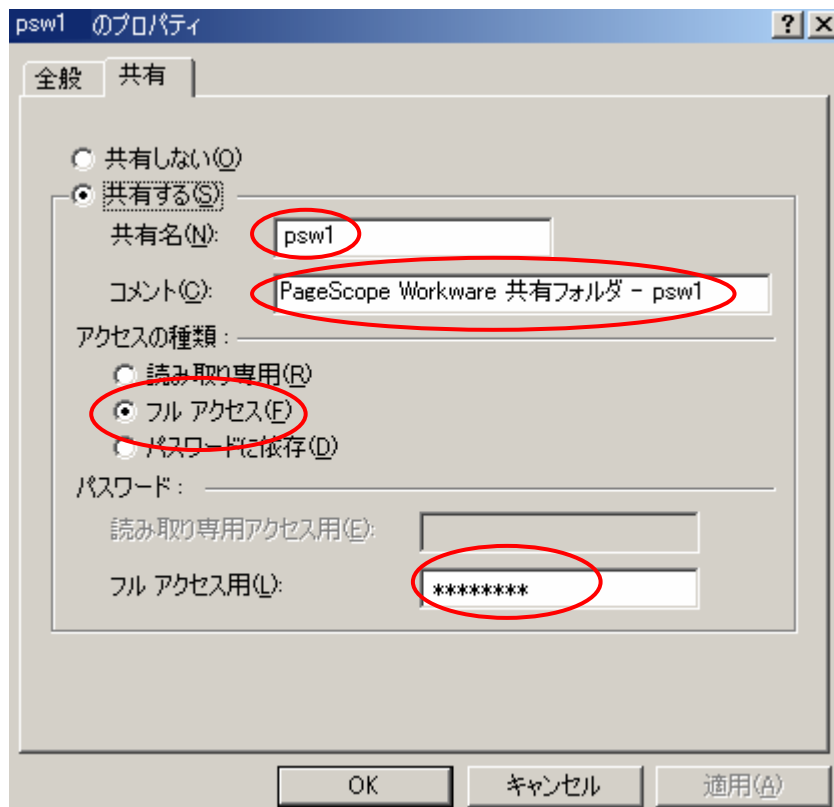 psw1 のプロパティ
全般 共有
共有しない(O)
共有する(S)
共有名(N): psw1
コメント(C): PageScope Workware 共有フォルダ - psw1
アクセスの種類:
読み取り専用(R)
フル アクセス(F)
パスワードに依存(D)
パスワード:
読み取り専用アクセス用(E):
フル アクセス用(L): ********
OK キャンセル 適用(A)